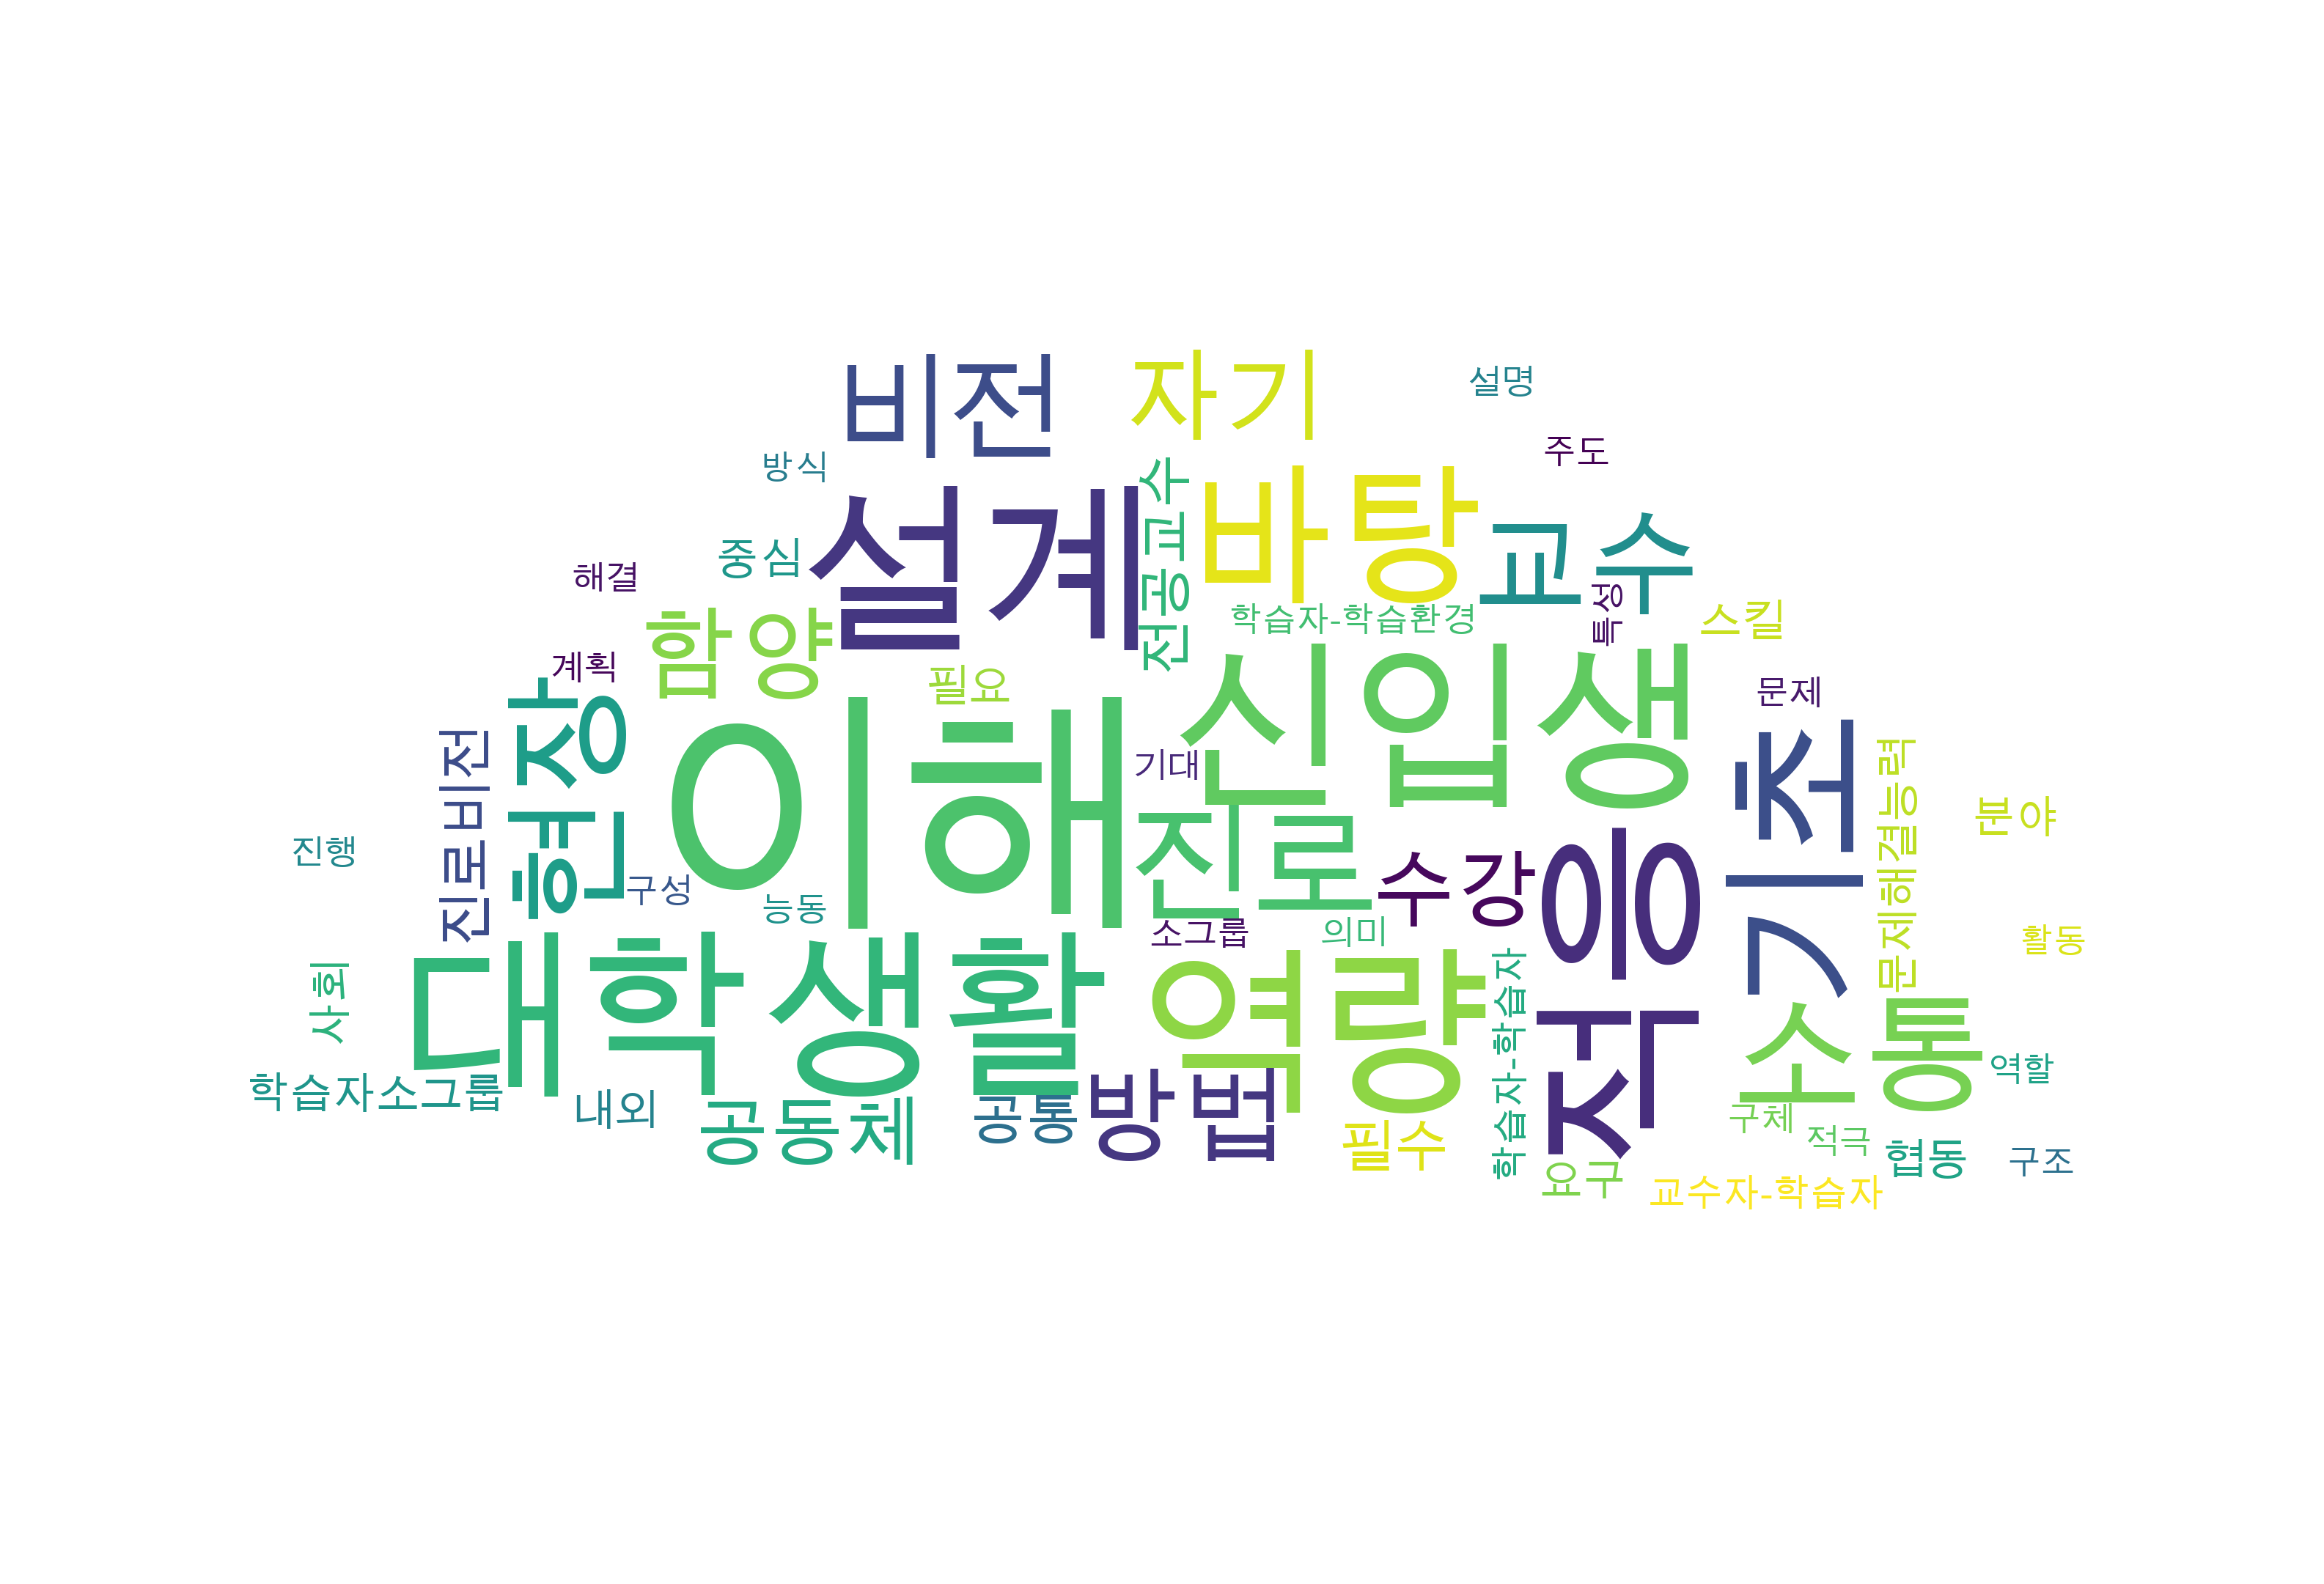 비전
자기
설명
주도
방식
전공교수
바탕
설계
교수
중심
해결
특성
학습자-학습환경
스킬
함양
계획
필요
신입생
문제
현장
이해
기대
기초
진로비전
문제해결능력
분야
진행
진로
수강
적응
구성
능동
소그룹
의미
활동
대학생활
역량
학습자-학습자
사회
소통
역할
학습자소그룹
내외
공동체
공통
방법
필수
구체
적극
협동
구조
요구
교수자-학습자